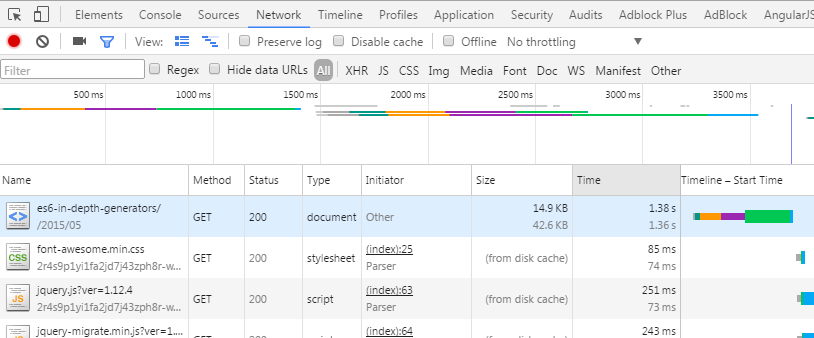 Elements Console Sources Network Timeline Profiles Application Security Audits Adblock Plus AdBlock AngularJS
View: Preserve log Disable cache Offline No throttling
Filter Regex Hide data URLs All XHR JS CSS Img Media Font Doc WS Manifest Other
500 ms 1000 ms 1500 ms 2000 ms 2500 ms 3000 ms 3500 ms
Name Method Status Type Initiator Size Time Timeline – Start Time
es6-in-depth-generators/ GET 200 document Other 14.9 KB 1.38 s
/2015/05 42.6 KB 1.36 s
font-awesome.min.css GET 200 stylesheet (index):25 (from disk cache) 85 ms
CSS 2r4s9p1yi1fa2jd7j43zph8r-w... Parser 74 ms
jquery.js?ver=1.12.4 GET 200 script (index):63 (from disk cache) 251 ms
JS 2r4s9p1yi1fa2jd7j43zph8r-w... Parser 73 ms
jquery-migrate.min.js?ver=1.... (index):64 243 ms